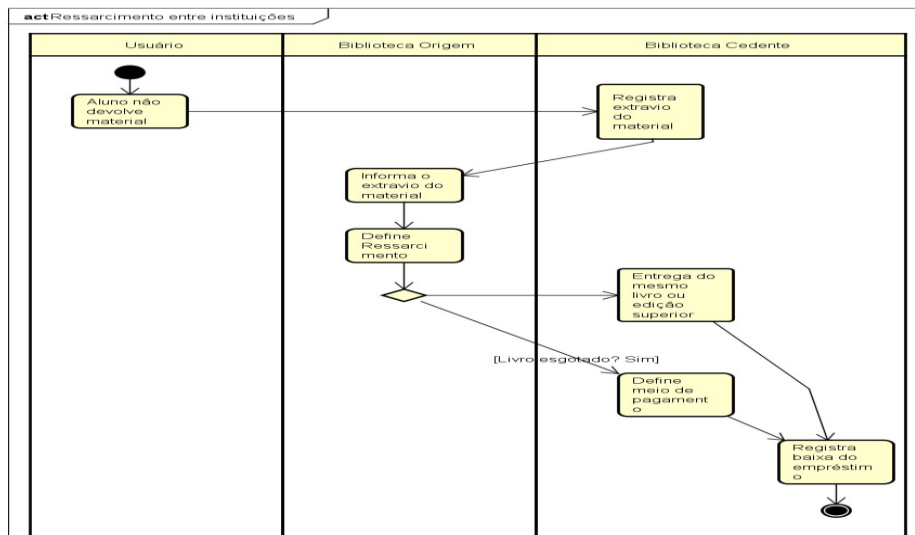 act Ressarcimento entre instituições
Usuário
Biblioteca Origem
Biblioteca Cedente
Aluno não
devolve
material
Registra
extravio
do
material
Informa o
extravio do
material
Define
Ressarci
mento
Entrega do
mesmo
livro ou
edição
superior
[Livro esgotado? Sim]
Define
meio de
pagament
o
Registra
baixa do
empréstim
o